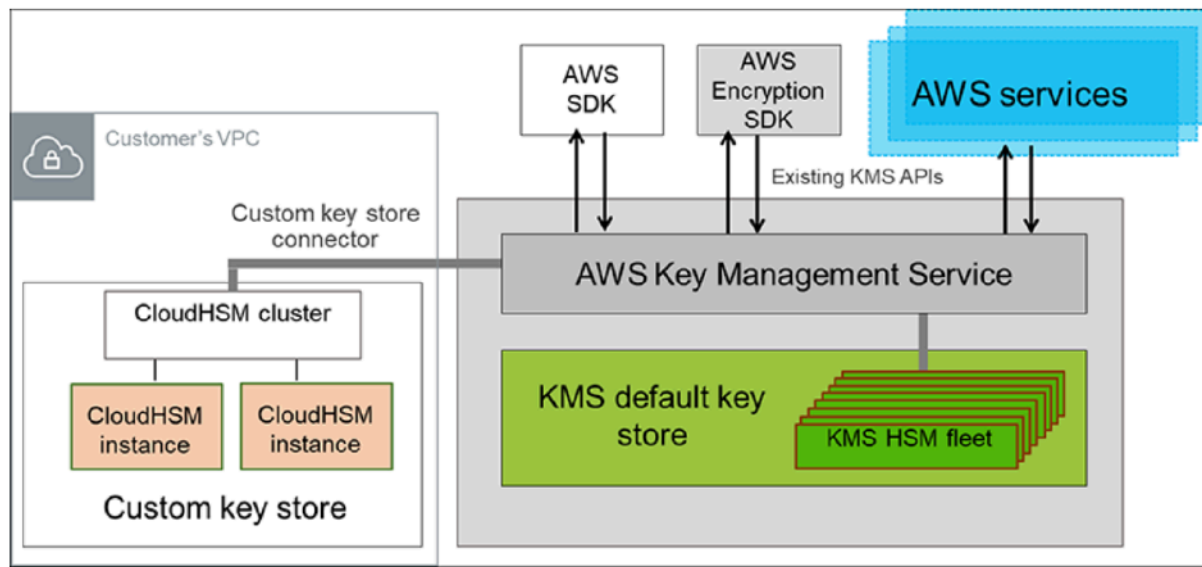 AWS
SDK
AWS
Encryption
SDK
AWS services
Customer's VPC
Existing KMS APIs
Custom key store
connector
AWS Key Management Service
CloudHSM cluster
CloudHSM
instance
CloudHSM
instance
Custom key store
KMS default key
store
KMS HSM fleet